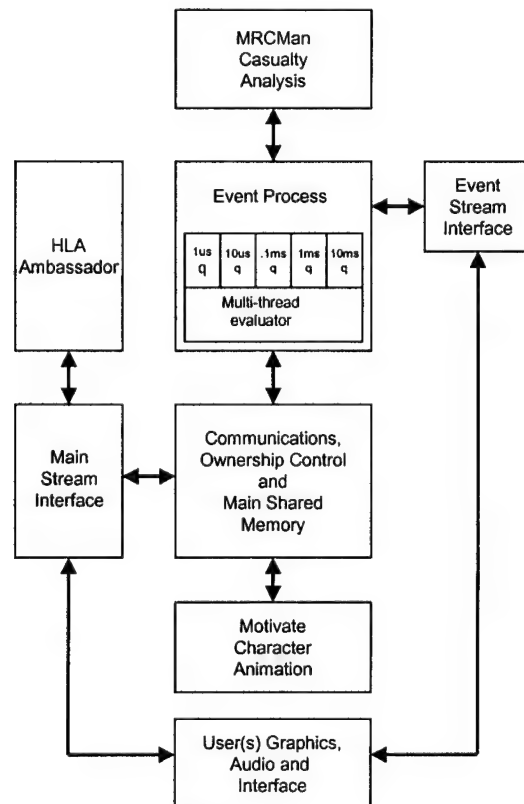 MRCMan
Casualty
Analysis
HLA
Ambassador
Event Process
1us
q
10us
q
.1ms
q
1ms
q
10ms
q
Multi-thread
evaluator
Event
Stream
Interface
Main
Stream
Interface
Communications,
Ownership Control
and
Main Shared
Memory
Motivate
Character
Animation
User(s) Graphics,
Audio and
Interface